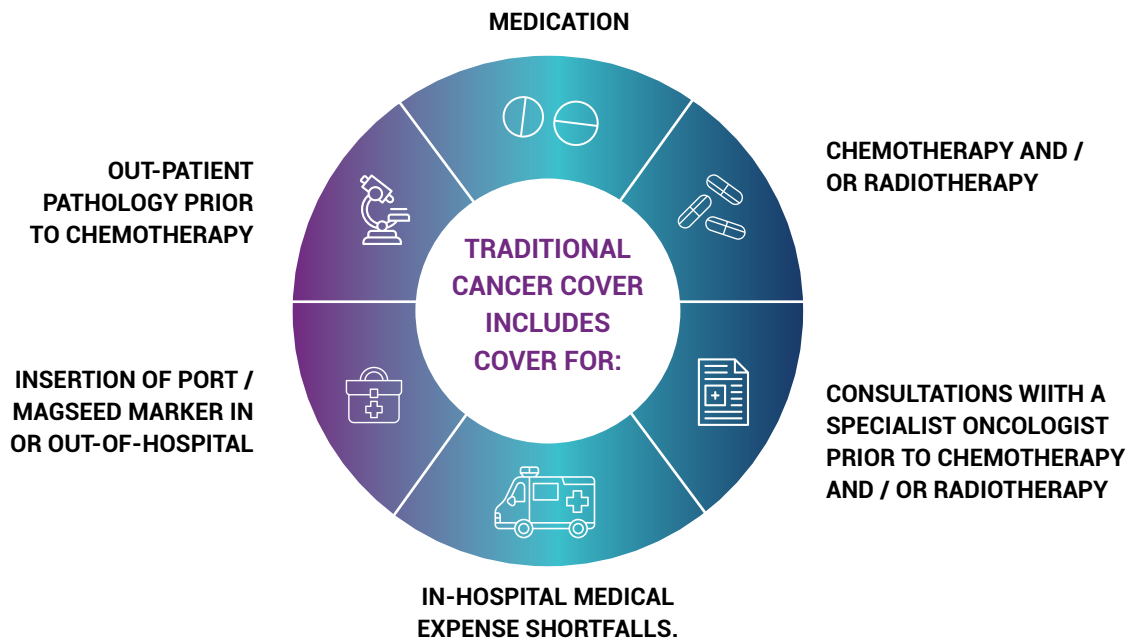 MEDICATION
CHEMOTHERAPY AND /
OR RADIOTHERAPY
CONSULTATIONS WIITH A
SPECIALIST ONCOLOGIST
PRIOR TO CHEMOTHERAPY
AND / OR RADIOTHERAPY
IN-HOSPITAL MEDICAL
EXPENSE SHORTFALLS.
INSERTION OF PORT /
MAGSEED MARKER IN
OR OUT-OF-HOSPITAL
OUT-PATIENT
PATHOLOGY PRIOR
TO CHEMOTHERAPY
TRADITIONAL
CANCER COVER
INCLUDES
COVER FOR: